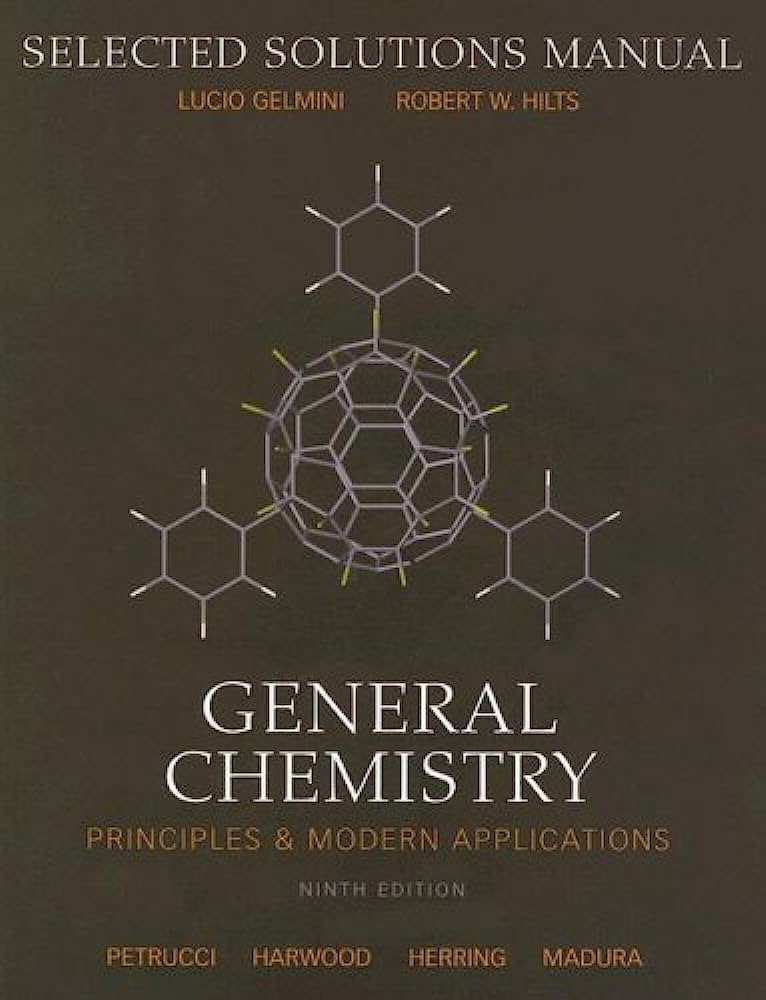 SELECTED SOLUTIONS MANUAL
LUCIO GELMINI ROBERT W. HILTS
GENERAL
CHEMISTRY
PRINCIPLES & MODERN APPLICATIONS
NINTH EDITION
PETRUCCI HARWOOD HERRING MADURA